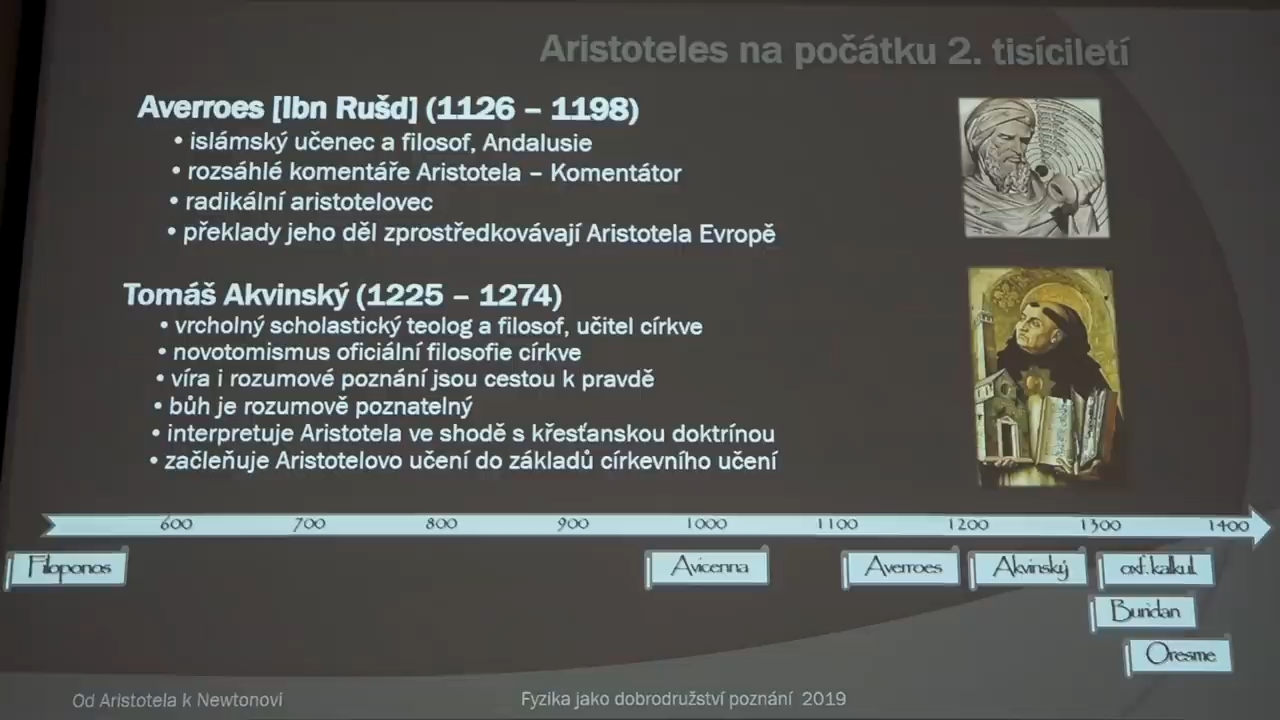 Aristoteles na počátku 2. tisíciletí
Averroes [Ibn Rušd] (1126 – 1198)
• islámský učenec a filosof, Andalusie
• rozsáhlé komentáře Aristotela – Komentátor
• radikální aristotelovec
• překlady jeho děl zprostředkovávají Aristotela Evropě
Tomáš Akvinský (1225 – 1274)
• vrcholný scholastický teolog a filosof, učitel církve
• novotomismus oficiální filosofie církve
• víra i rozumové poznání jsou cestou k pravdě
• bůh je rozumově poznatelný
• interpretuje Aristotela ve shodě s křesťanskou doktrínou
• začleňuje Aristotelovo učení do základů církevního učení
600 700 800 900 1000 1100 1200 1300 1400
Filoponos Avicenna Averroes Akvinský oxf. kalkul.
Buridan
Oresme
Od Aristotela k Newtonovi Fyzika jako dobrodružství poznání 2019